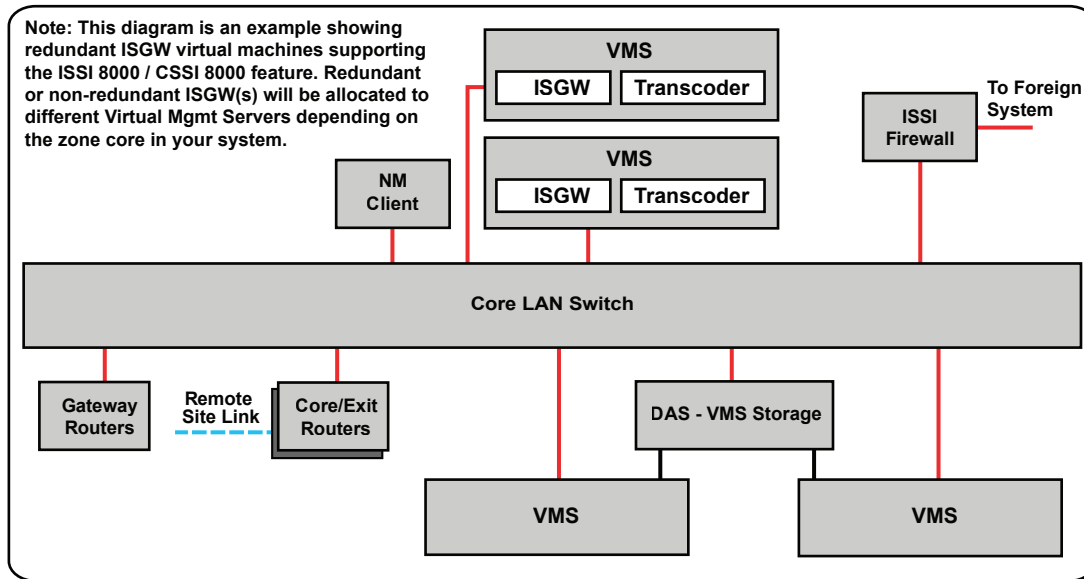 Note: This diagram is an example showing
redundant ISGW virtual machines supporting
the ISSI 8000 / CSSI 8000 feature. Redundant
or non-redundant ISGW(s) will be allocated to
different Virtual Mgmt Servers depending on
the zone core in your system.
VMS
ISGW
Transcoder
VMS
ISGW
Transcoder
NM
Client
ISSI
Firewall
To Foreign
System
Core LAN Switch
Gateway
Routers
Remote
Site Link
Core/Exit
Routers
DAS - VMS Storage
VMS
VMS